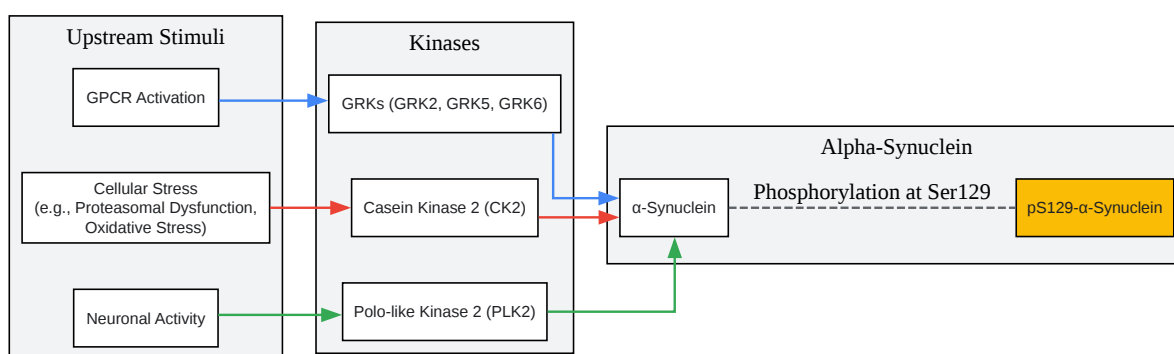 Upstream Stimuli
GPCR Activation
Cellular Stress
(e.g., Proteasomal Dysfunction,
Oxidative Stress)
Neuronal Activity
Kinases
GRKs (GRK2, GRK5, GRK6)
Casein Kinase 2 (CK2)
Polo-like Kinase 2 (PLK2)
Alpha-Synuclein
α-Synuclein
Phosphorylation at Ser129
pS129-α-Synuclein